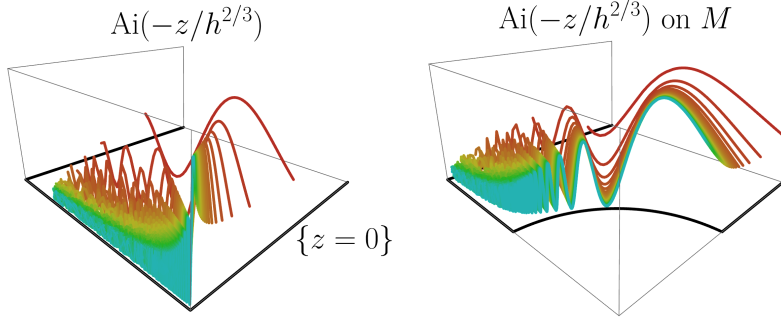 Ai(−z/h^{2/3})
Ai(−z/h^{2/3}) on M
{z = 0}